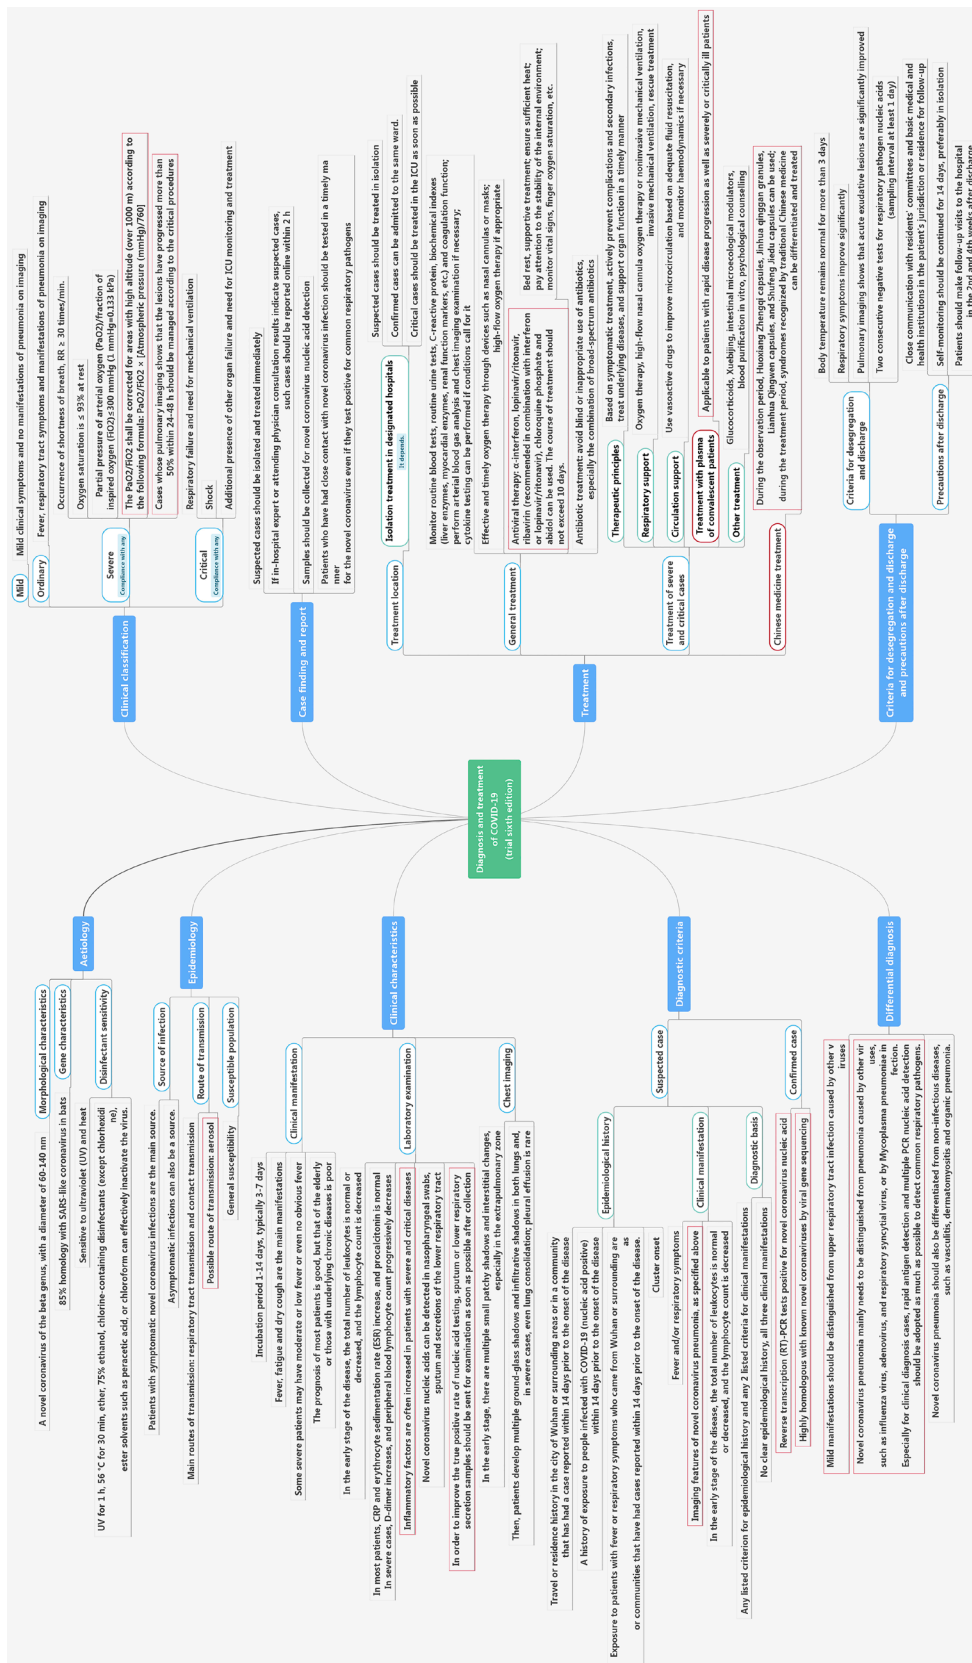 Diagnosis and treatment
of COVID-19
(trial sixth edition)
Aetiology
Morphological characteristics
A novel coronavirus of the beta genus, with a diameter of 60-140 nm
Gene characteristics
85% homology with SARS-like coronavirus in bats
Disinfectant sensitivity
Sensitive to ultraviolet (UV) and heat
UV for 1 h, 56 °C for 30 min, ether, 75% ethanol, chlorine-containing disinfectants (except chlorhexidi
ne),
ester solvents such as peracetic acid, or chloroform can effectively inactivate the virus.
Epidemiology
Source of infection
Patients with symptomatic novel coronavirus infections are the main source.
Asymptomatic infections can also be a source.
Route of transmission
Main routes of transmission: respiratory tract transmission and contact transmission
Possible route of transmission: aerosol
Susceptible population
General susceptibility
Clinical characteristics
Clinical manifestation
Incubation period 1-14 days, typically 3-7 days
Fever, fatigue and dry cough are the main manifestations
Some severe patients may have moderate or low fever or even no obvious fever
The prognosis of most patients is good, but that of the elderly
or those with underlying chronic diseases is poor
Laboratory examination
In the early stage of the disease, the total number of leukocytes is normal or
decreased, and the lymphocyte count is decreased
In most patients, CRP and erythrocyte sedimentation rate (ESR) increase, and procalcitonin is normal
In severe cases, D-dimer increases, and peripheral blood lymphocyte count progressively decreases
Inflammatory factors are often increased in patients with severe and critical diseases
Novel coronavirus nucleic acids can be detected in nasopharyngeal swabs,
sputum and secretions of the lower respiratory tract
In order to improve the true positive rate of nucleic acid testing, sputum or lower respiratory
secretion samples should be sent for examination as soon as possible after collection
Chest imaging
In the early stage, there are multiple small patchy shadows and interstitial changes,
especially in the extrapulmonary zone
Then, patients develop multiple ground-glass shadows and infiltrative shadows in both lungs and,
in severe cases, even lung consolidation; pleural effusion is rare
Diagnostic criteria
Suspected case
Epidemiological history
Travel or residence history in the city of Wuhan or surrounding areas or in a community
that has had a case reported within 14 days prior to the onset of the disease
A history of exposure to people infected with COVID-19 (nucleic acid positive)
within 14 days prior to the onset of the disease
Exposure to patients with fever or respiratory symptoms who came from Wuhan or surrounding are
as
or communities that have had cases reported within 14 days prior to the onset of the disease.
Cluster onset
Clinical manifestation
Fever and/or respiratory symptoms
Imaging features of novel coronavirus pneumonia, as specified above
In the early stage of the disease, the total number of leukocytes is normal
or decreased, and the lymphocyte count is decreased
Diagnostic basis
Any listed criterion for epidemiological history and any 2 listed criteria for clinical manifestations
No clear epidemiological history, all three clinical manifestations
Confirmed case
Reverse transcription (RT)-PCR tests positive for novel coronavirus nucleic acid
Highly homologous with known novel coronaviruses by viral gene sequencing
Differential diagnosis
Mild manifestations should be distinguished from upper respiratory tract infection caused by other v
iruses
Novel coronavirus pneumonia mainly needs to be distinguished from pneumonia caused by other vir
uses,
such as influenza virus, adenovirus, and respiratory syncytial virus, or by Mycoplasma pneumoniae in
fection.
Especially for clinical diagnosis cases, rapid antigen detection and multiple PCR nucleic acid detection
should be adopted as much as possible to detect common respiratory pathogens.
Novel coronavirus pneumonia should also be differentiated from non-infectious diseases,
such as vasculitis, dermatomyositis and organic pneumonia.
Clinical classification
Mild
Mild clinical symptoms and no manifestations of pneumonia on imaging
Ordinary
Fever, respiratory tract symptoms and manifestations of pneumonia on imaging
Severe
Compliance with any
Occurrence of shortness of breath, RR ≥ 30 times/min.
Oxygen saturation is ≤ 93% at rest
Partial pressure of arterial oxygen (PaO2)/fraction of
inspired oxygen (FiO2)≤300 mmHg (1 mmHg=0.133 kPa)
The PaO2/FiO2 shall be corrected for areas with high altitude (over 1000 m) according to
the following formula: PaO2/FiO2 × [Atmospheric pressure (mmHg)/760]
Cases whose pulmonary imaging shows that the lesions have progressed more than
50% within 24-48 h should be managed according to the critical procedures
Critical
Compliance with any
Respiratory failure and need for mechanical ventilation
Shock
Additional presence of other organ failure and need for ICU monitoring and treatment
Case finding and report
Suspected cases should be isolated and treated immediately
If in-hospital expert or attending physician consultation results indicate suspected cases,
such cases should be reported online within 2 h
Samples should be collected for novel coronavirus nucleic acid detection
Patients who have had close contact with novel coronavirus infection should be tested in a timely ma
nner
for the novel coronavirus even if they test positive for common respiratory pathogens
Treatment
Treatment location
Isolation treatment in designated hospitals
It depends.
Suspected cases should be treated in isolation
Confirmed cases can be admitted to the same ward.
Critical cases should be treated in the ICU as soon as possible
General treatment
Bed rest, supportive treatment; ensure sufficient heat;
pay attention to the stability of the internal environment;
monitor vital signs, finger oxygen saturation, etc.
Monitor routine blood tests, routine urine tests, C-reactive protein, biochemical indexes
(liver enzymes, myocardial enzymes, renal function markers, etc.) and coagulation function;
perform arterial blood gas analysis and chest imaging examination if necessary;
cytokine testing can be performed if conditions call for it
Effective and timely oxygen therapy through devices such as nasal cannulas or masks;
high-flow oxygen therapy if appropriate
Antiviral therapy: α-interferon, lopinavir/ritonavir,
ribavirin (recommended in combination with interferon
or lopinavir/ritonavir), chloroquine phosphate and
abidol can be used. The course of treatment should
not exceed 10 days.
Antibiotic treatment: avoid blind or inappropriate use of antibiotics,
especially the combination of broad-spectrum antibiotics
Treatment of severe
and critical cases
Therapeutic principles
Based on symptomatic treatment, actively prevent complications and secondary infections,
treat underlying diseases, and support organ function in a timely manner
Respiratory support
Oxygen therapy, high-flow nasal cannula oxygen therapy or noninvasive mechanical ventilation,
invasive mechanical ventilation, rescue treatment
Circulation support
Use vasoactive drugs to improve microcirculation based on adequate fluid resuscitation,
and monitor haemodynamics if necessary
Treatment with plasma
of convalescent patients
Applicable to patients with rapid disease progression as well as severely or critically ill patients
Other treatment
Glucocorticoids, Xuebijing, intestinal microecological modulators,
blood purification in vitro, psychological counselling
Chinese medicine treatment
During the observation period, Huoxiang Zhengqi capsules, Jinhua qinggan granules,
Lianhua Qingwen capsules, and Shufeng Jiedu capsules can be used;
during the treatment period, syndromes recognized by traditional Chinese medicine
can be differentiated and treated
Criteria for desegregation and discharge
and precautions after discharge
Criteria for desegregation
and discharge
Body temperature remains normal for more than 3 days
Respiratory symptoms improve significantly
Pulmonary imaging shows that acute exudative lesions are significantly improved
Two consecutive negative tests for respiratory pathogen nucleic acids
(sampling interval at least 1 day)
Precautions after discharge
Close communication with residents' committees and basic medical and
health institutions in the patient's jurisdiction or residence for follow-up
Self-monitoring should be continued for 14 days, preferably in isolation
Patients should make follow-up visits to the hospital
in the 2nd and 4th weeks after discharge